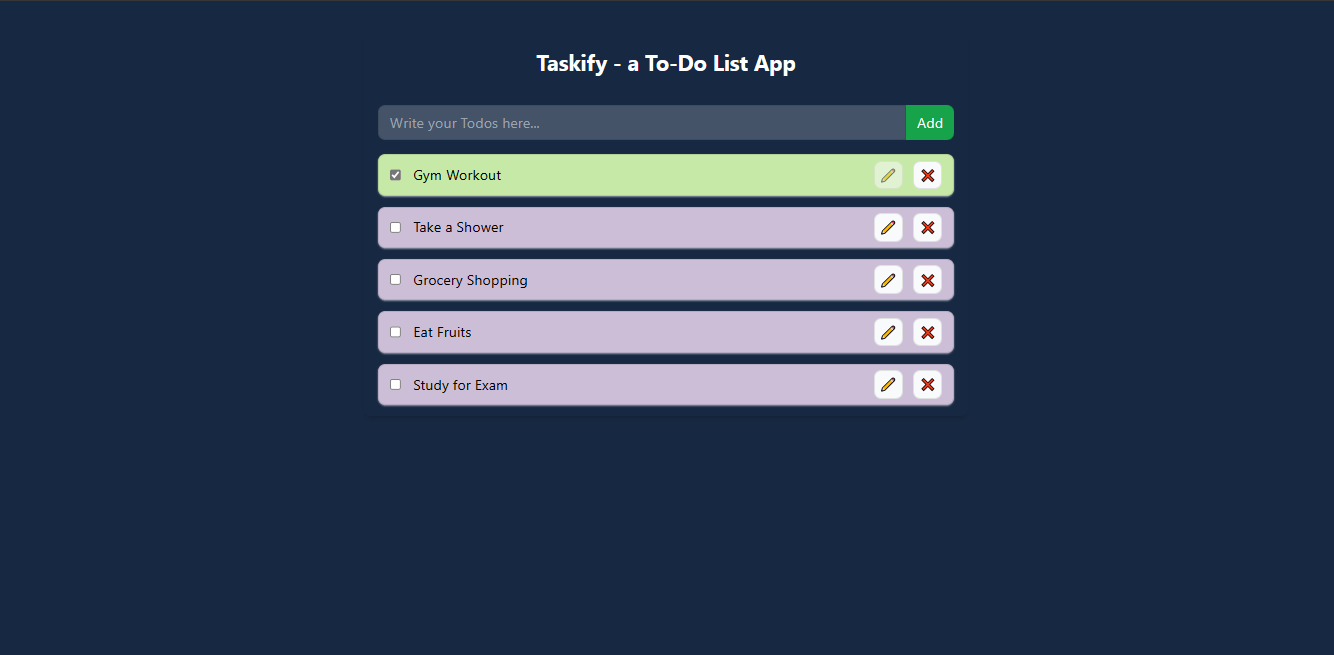 Taskify - a To-Do List App
Write your Todos here...
Add
Gym Workout
Take a Shower
Grocery Shopping
Eat Fruits
Study for Exam